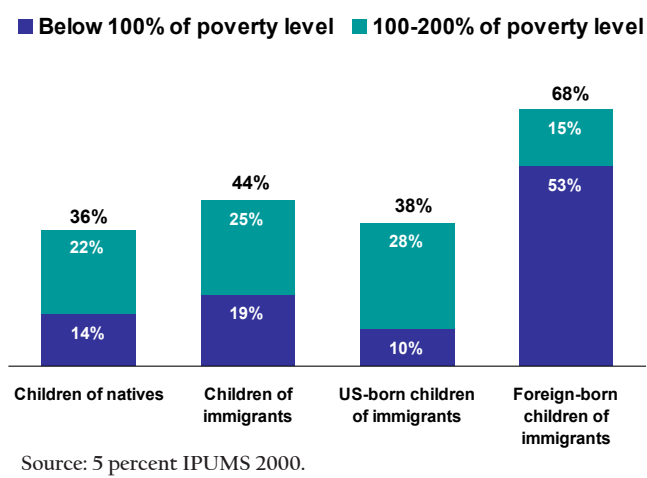 Below 100% of poverty level 100-200% of poverty level
68%
15%
53%
44%
25%
19%
38%
28%
10%
36%
22%
14%
Children of natives
Children of
immigrants
US-born children
of immigrants
Foreign-born
children of
immigrants
Source: 5 percent IPUMS 2000.